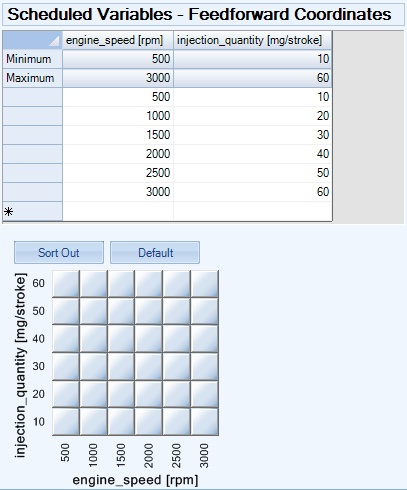 Scheduled Variables - Feedforward Coordinates
engine_speed [rpm] injection_quantity [mg/stroke]
Minimum 500 10
Maximum 3000 60
500 10
1000 20
1500 30
2000 40
2500 50
3000 60
*
Sort Out Default
injection_quantity [mg/stroke]
60
50
40
30
20
10
500 1000 1500 2000 2500 3000
engine_speed [rpm]